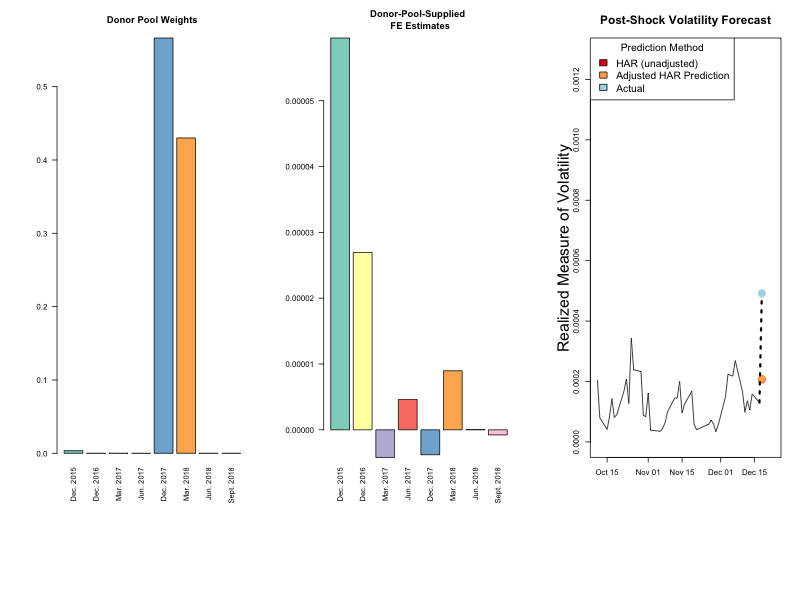 Donor Pool Weights
0.5
0.4
0.3
0.2
0.1
0.0
Dec. 2015
Dec. 2016
Mar. 2017
Jun. 2017
Dec. 2017
Mar. 2018
Jun. 2018
Sept. 2018
Donor-Pool-Supplied
FE Estimates
0.00005
0.00004
0.00003
0.00002
0.00001
0.00000
Dec. 2015
Dec. 2016
Mar. 2017
Jun. 2017
Dec. 2017
Mar. 2018
Jun. 2018
Sept. 2018
Post-Shock Volatility Forecast
Prediction Method
HAR (unadjusted)
Adjusted HAR Prediction
Actual
Realized Measure of Volatility
0.0012
0.0010
0.0008
0.0006
0.0004
0.0002
0.0000
Oct 15
Nov 01
Nov 15
Dec 01
Dec 15